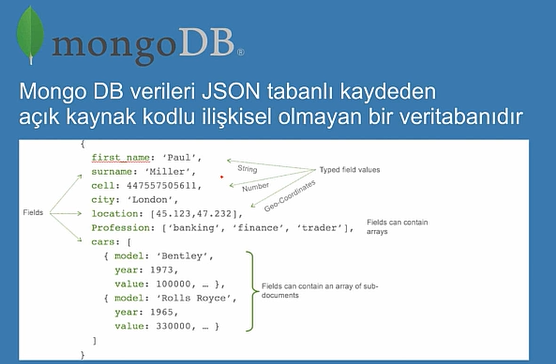 mongoDB®
Mongo DB verileri JSON tabanlı kaydeden
açık kaynak kodlu ilişkisel olmayan bir veritabanıdır
{
first_name: ‘Paul’,
surname: ‘Miller’,
cell: 447557505611,
city: ‘London’,
location: [45.123,47.232],
Profession: [‘banking’, ‘finance’, ‘trader’],
cars: [
{ model: ‘Bentley’,
year: 1973,
value: 100000, … },
{ model: ‘Rolls Royce’,
year: 1965,
value: 330000, … }
]
}
Fields
String
Number
Geo-Coordinates
Typed field values
Fields can contain
arrays
Fields can contain an array of sub-
documents